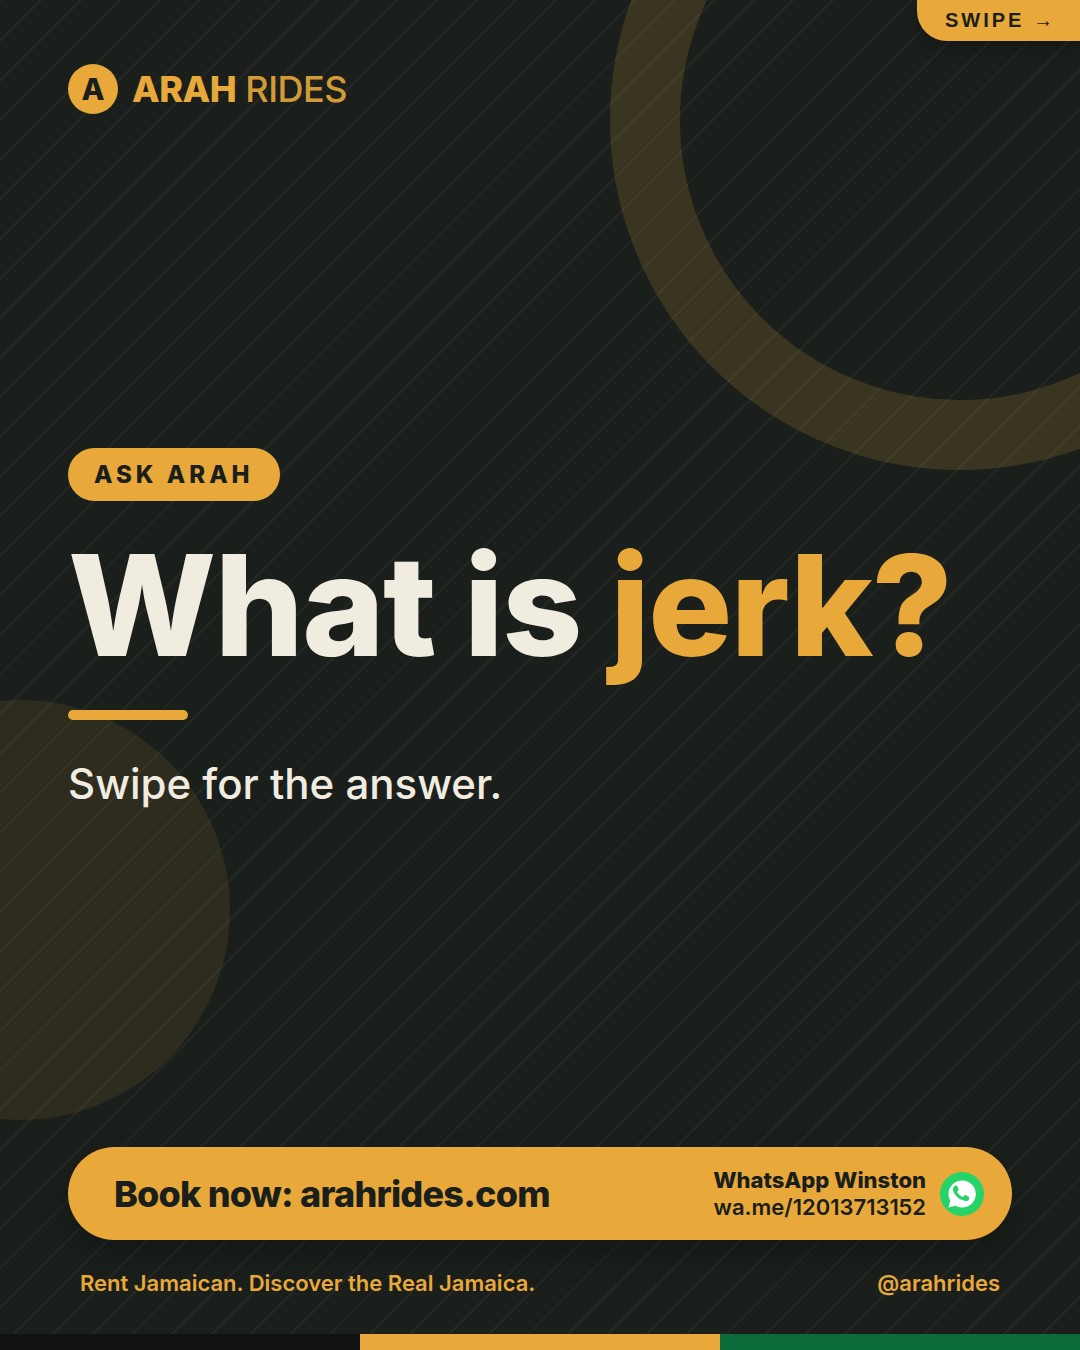 SWIPE →
A ARAH RIDES
ASK ARAH
What is jerk?
Swipe for the answer.
Book now: arahrides.com
WhatsApp Winston
wa.me/12013713152
Rent Jamaican. Discover the Real Jamaica.
@arahrides